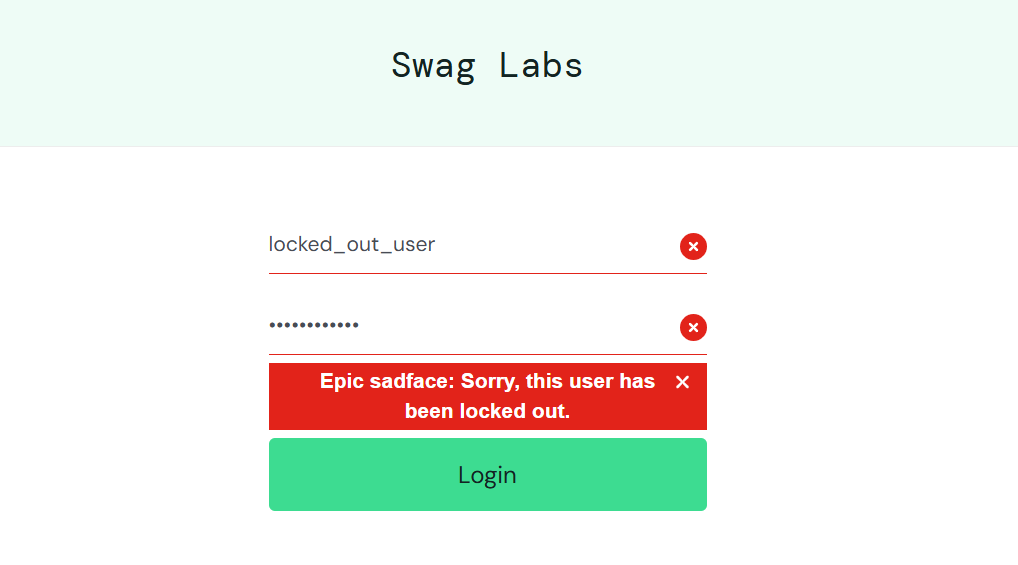 Swag Labs
locked_out_user
••••••••••••
Epic sadface: Sorry, this user has
been locked out.
Login